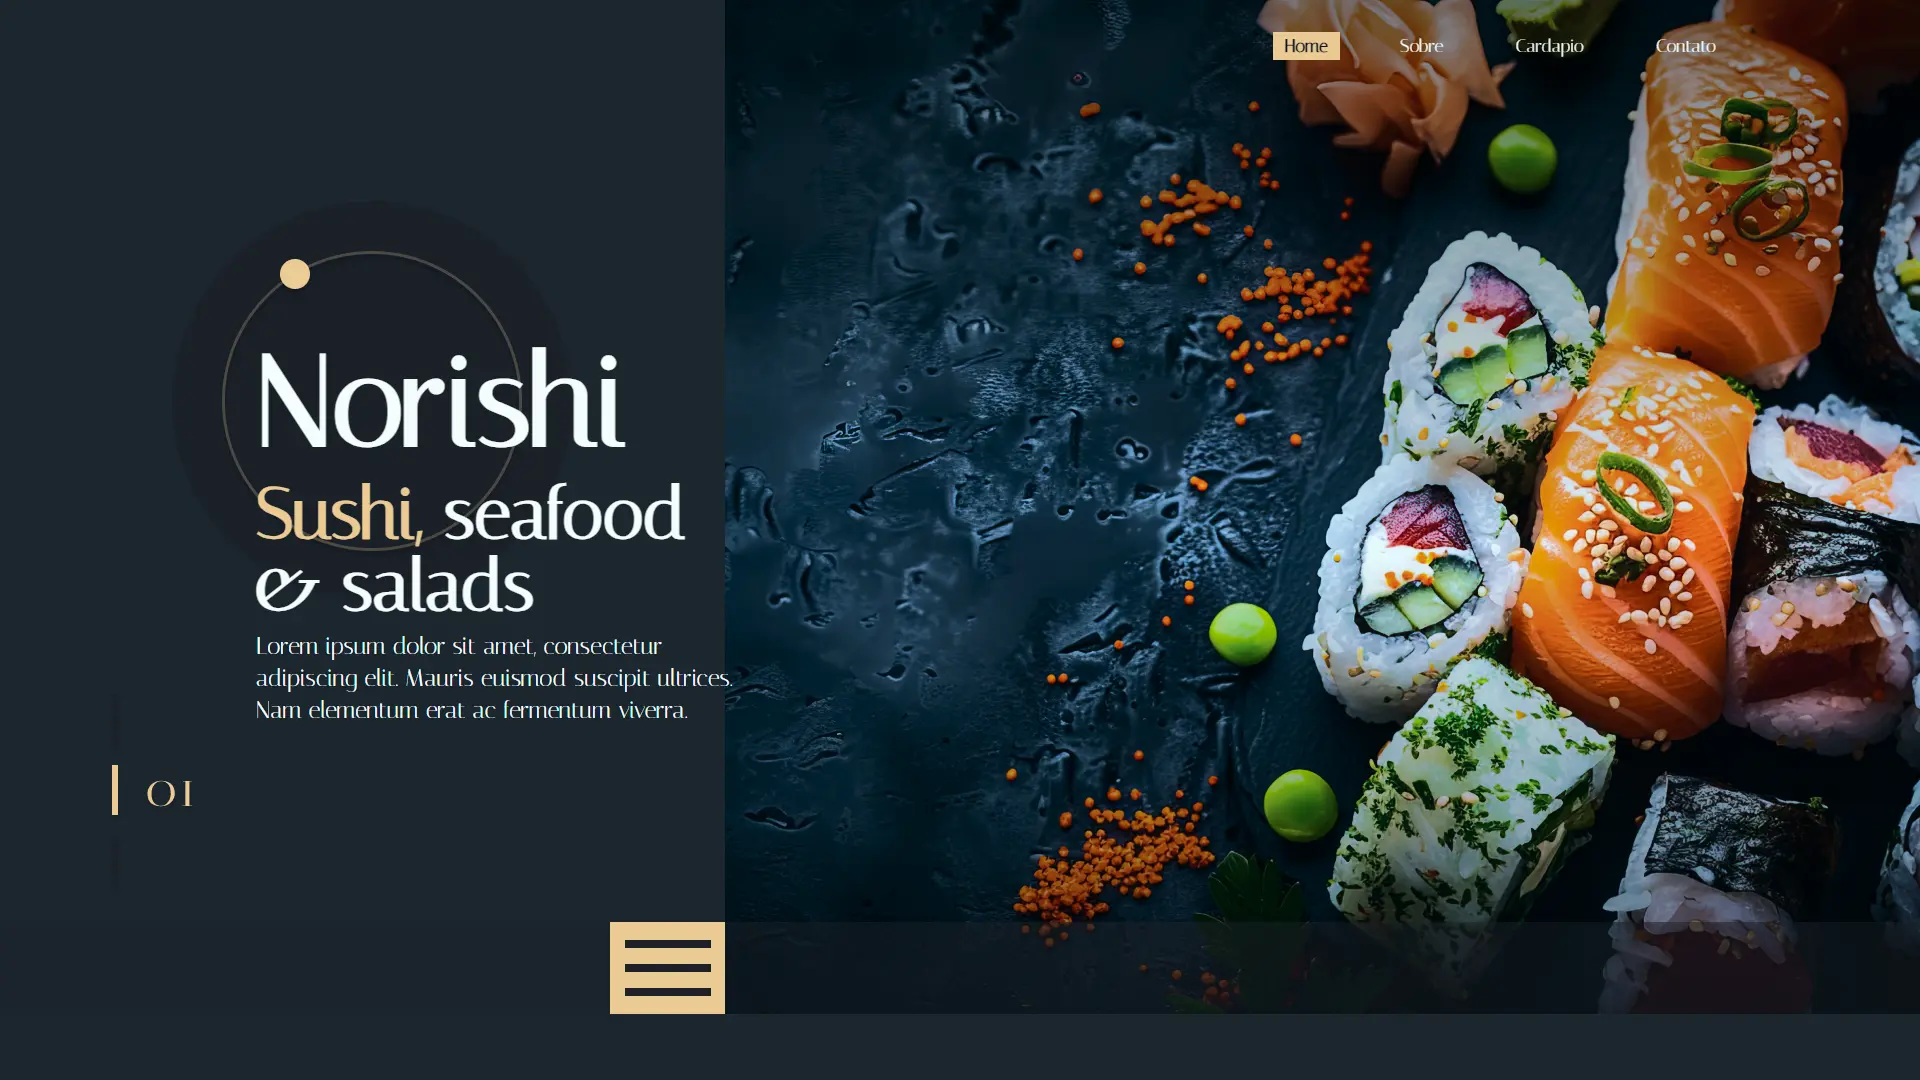 Home Sobre Cardapio Contato
Norishi
Sushi, seafood
& salads
Lorem ipsum dolor sit amet, consectetur
adipiscing elit. Mauris euismod suscipit ultrices.
Nam elementum erat ac fermentum viverra.
01